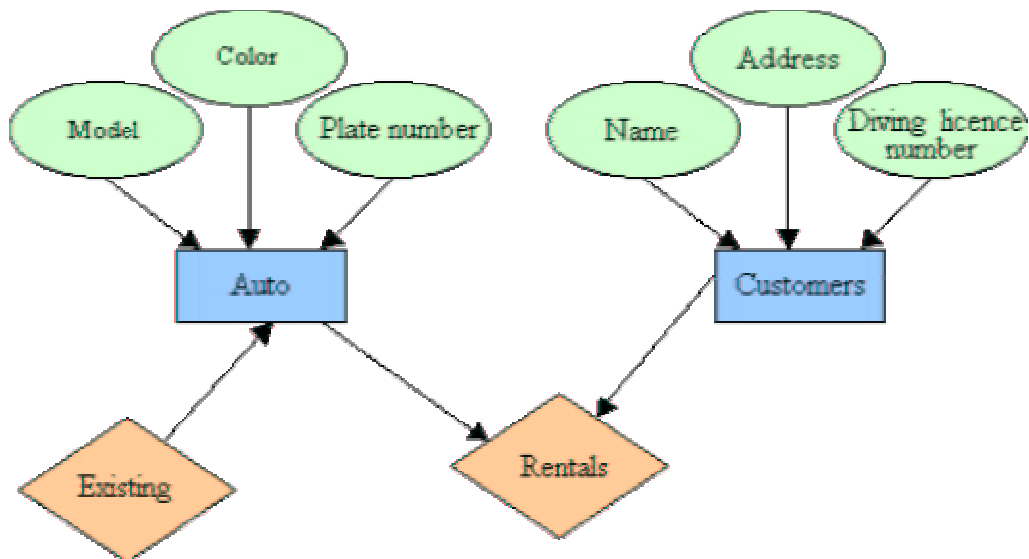 Color
Address
Model
Plate number
Name
Diving licence
number
Auto
Customers
Existing
Rentals